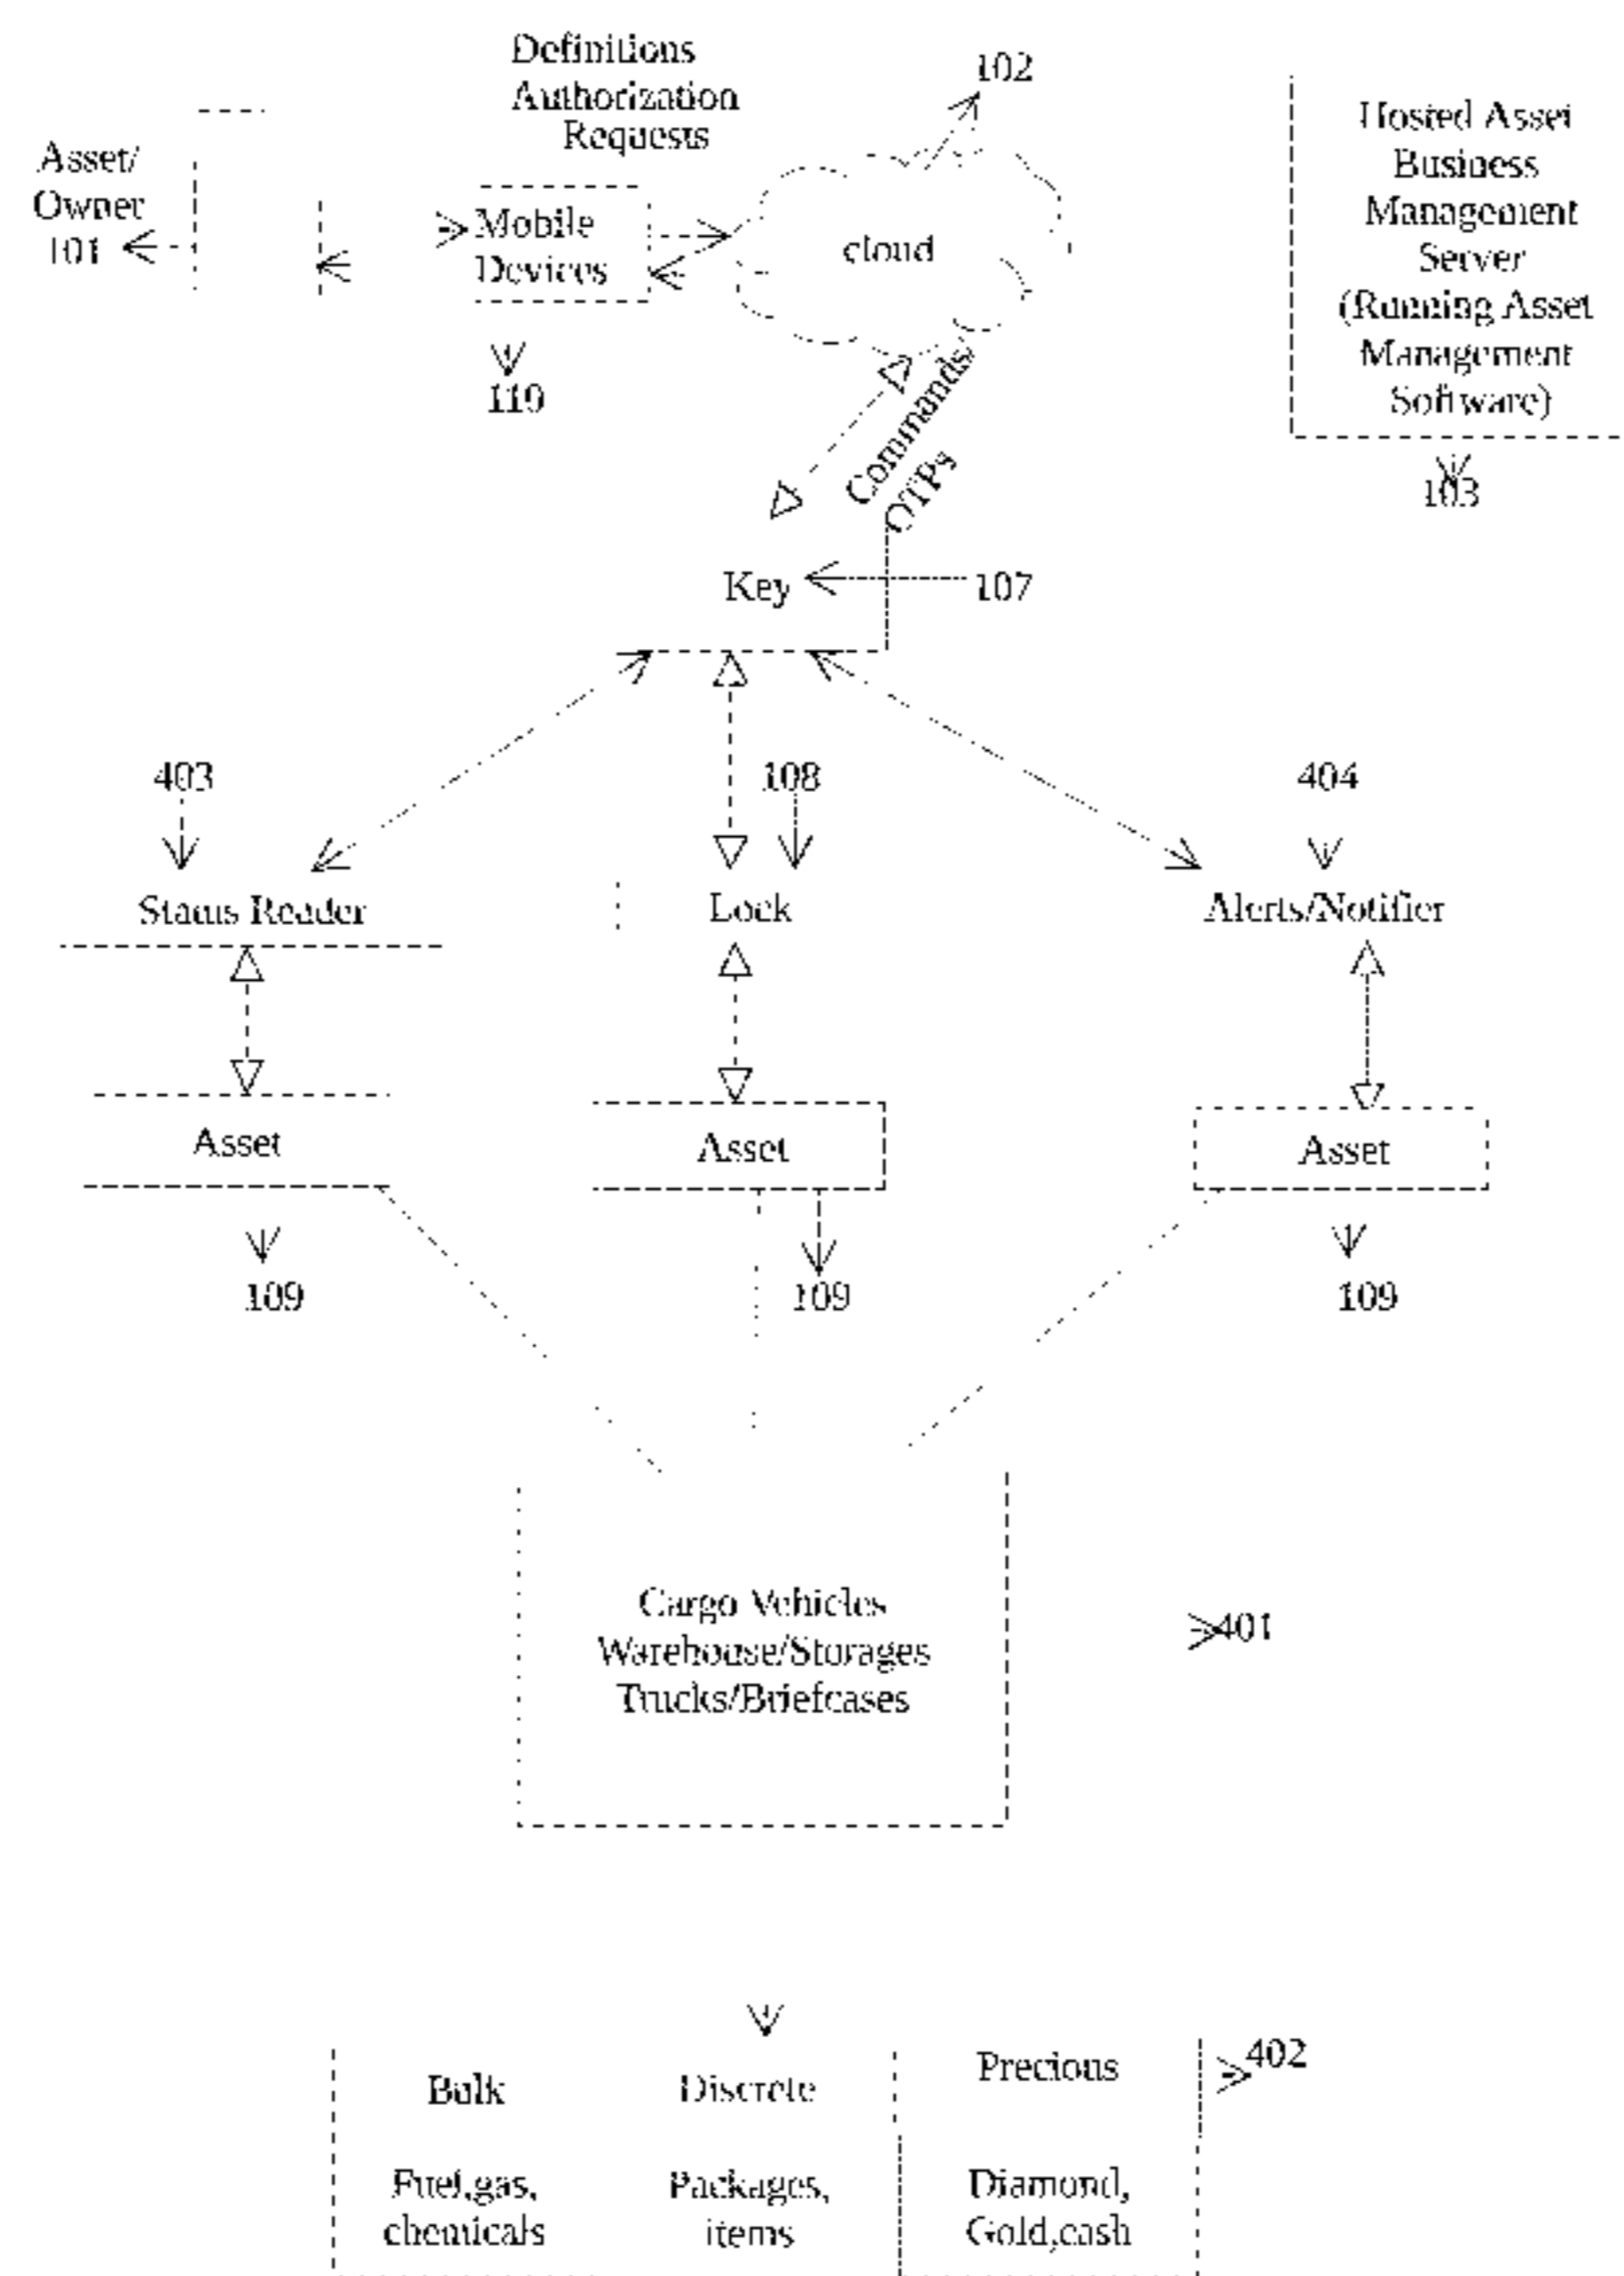 Definitions
Authorization
Requests
102
Asset/
Owner
101
Mobile
Devices
110
cloud
Hosted Asset
Business
Management
Server
(Running Asset
Management
Software)
103
Commands/
OTPs
Key
107
403
108
404
Status Reader
Lock
Alerts/Notifier
Asset
Asset
Asset
109
109
109
Cargo Vehicles
Warehouse/Storages
Trucks/Briefcases
401
402
Bulk
Discrete
Precious
Fuel,gas,
chemicals
Packages,
items
Diamond,
Gold,cash